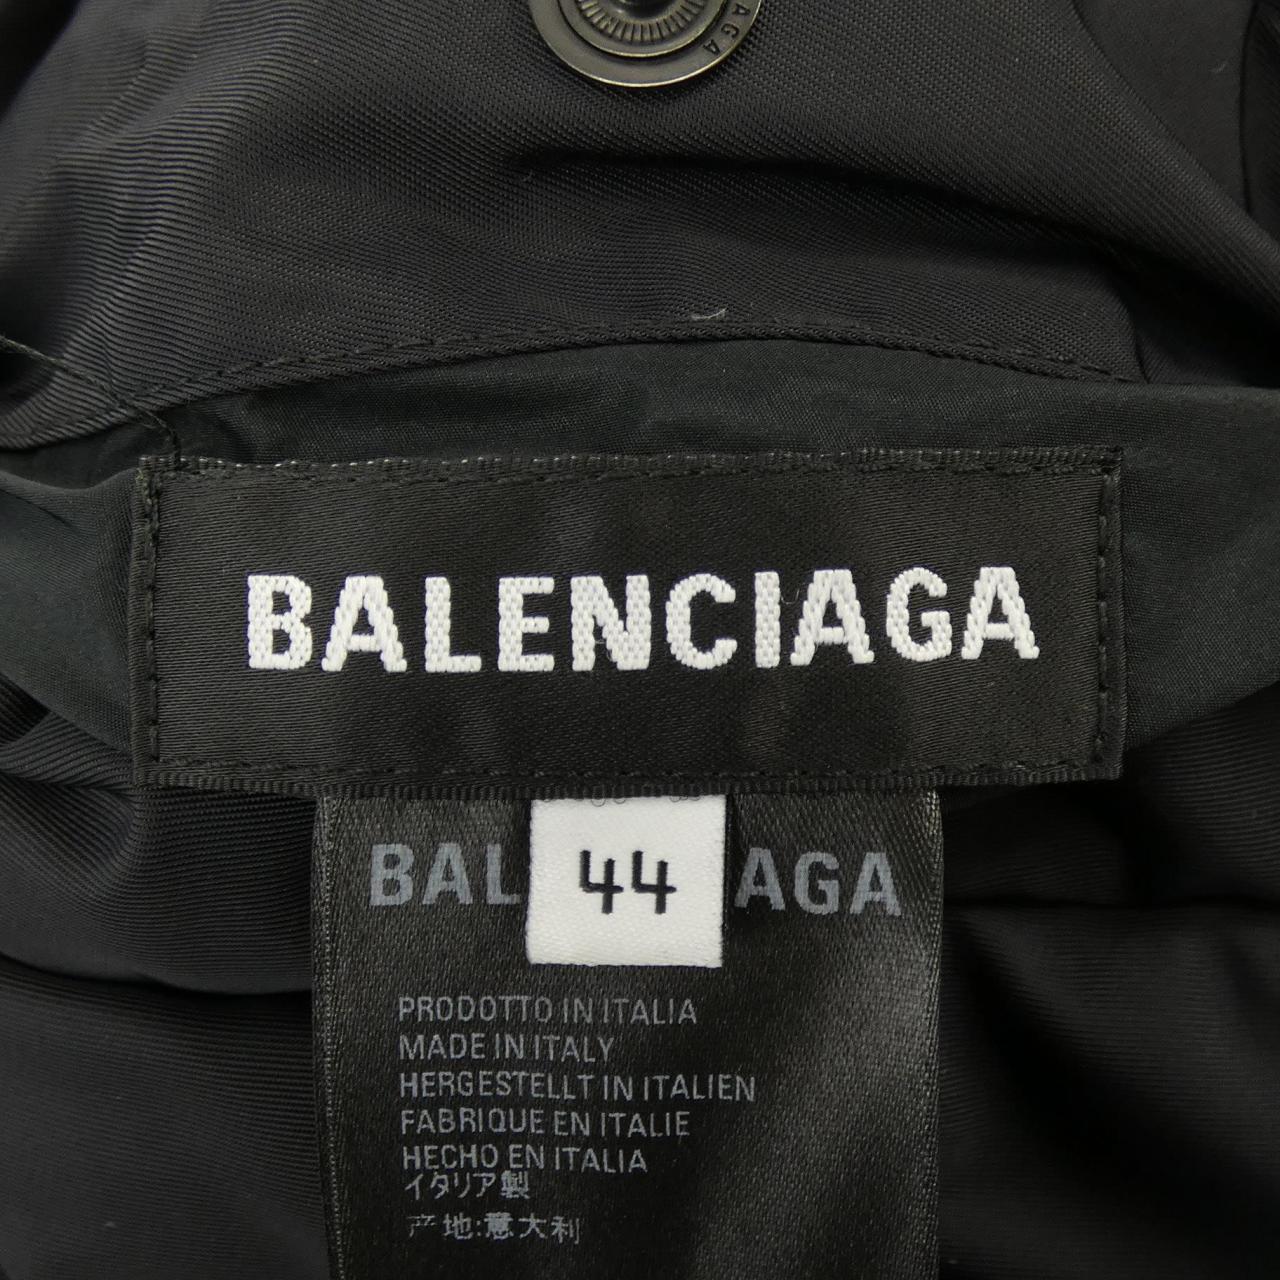 AGA
BALENCIAGA
BAL AGA
44
PRODOTTO IN ITALIA
MADE IN ITALY
HERGESTELLT IN ITALIEN
FABRIQUE EN ITALIE
HECHO EN ITALIA
イタリア製
产地:意大利